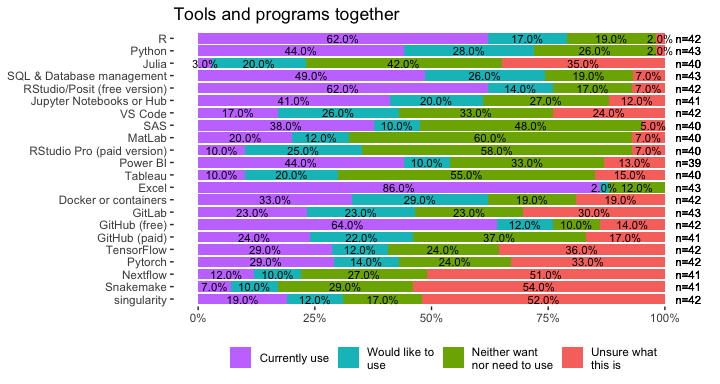 Tools and programs together
R 62.0% 17.0% 19.0% 2.0% n=42
Python 44.0% 28.0% 26.0% 2.0% n=43
Julia 3.0% 20.0% 42.0% 35.0% n=40
SQL & Database management 49.0% 26.0% 19.0% 7.0% n=43
RStudio/Posit (free version) 62.0% 14.0% 17.0% 7.0% n=42
Jupyter Notebooks or Hub 41.0% 20.0% 27.0% 12.0% n=41
VS Code 17.0% 26.0% 33.0% 24.0% n=42
SAS 38.0% 10.0% 48.0% 5.0% n=40
MatLab 20.0% 12.0% 60.0% 7.0% n=40
RStudio Pro (paid version) 10.0% 25.0% 58.0% 7.0% n=40
Power BI 44.0% 10.0% 33.0% 13.0% n=39
Tableau 10.0% 20.0% 55.0% 15.0% n=40
Excel 86.0% 2.0% 12.0% n=43
Docker or containers 33.0% 29.0% 19.0% 19.0% n=42
GitLab 23.0% 23.0% 23.0% 30.0% n=43
GitHub (free) 64.0% 12.0% 10.0% 14.0% n=42
GitHub (paid) 24.0% 22.0% 37.0% 17.0% n=41
TensorFlow 29.0% 12.0% 24.0% 36.0% n=42
Pytorch 29.0% 14.0% 24.0% 33.0% n=42
Nextflow 12.0% 10.0% 27.0% 51.0% n=41
Snakemake 7.0% 10.0% 29.0% 54.0% n=41
singularity 19.0% 12.0% 17.0% 52.0% n=42
0% 25% 50% 75% 100%
Currently use
Would like to
use
Neither want
nor need to use
Unsure what
this is